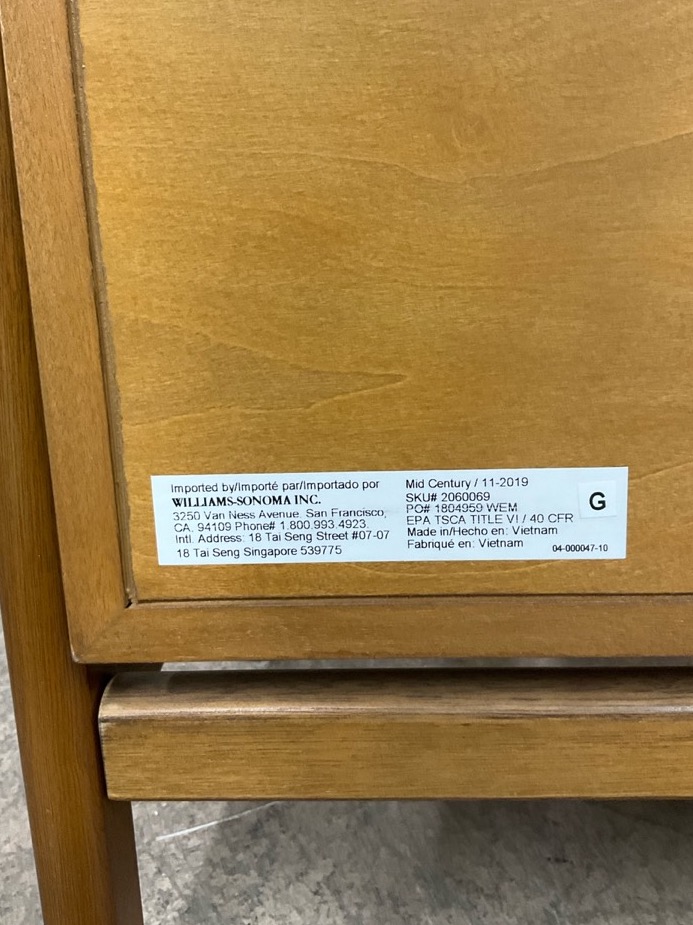 Imported by/Importé par/Importado por
WILLIAMS-SONOMA INC.
3250 Van Ness Avenue, San Francisco,
CA. 94109 Phone# 1.800.993.4923.
Intl. Address: 18 Tai Seng Street #07-07
18 Tai Seng Singapore 539775
Mid Century / 11-2019
SKU# 2060069
PO# 1804959 WEM
EPA TSCA TITLE VI / 40 CFR
Made in/Hecho en: Vietnam
Fabriqué en: Vietnam
04-000047-10
G